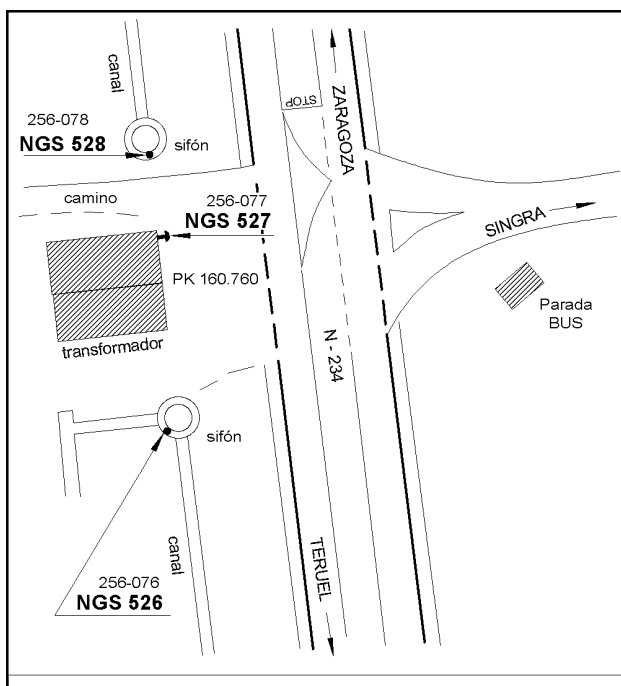 canal
ZARAGOZA
STOP
256-078
NGS 528
sifón
camino
256-077
NGS 527
SINGRA
PK 160.760
Parada
BUS
transformador
N - 234
sifón
TERUEL
canal
256-076
NGS 526